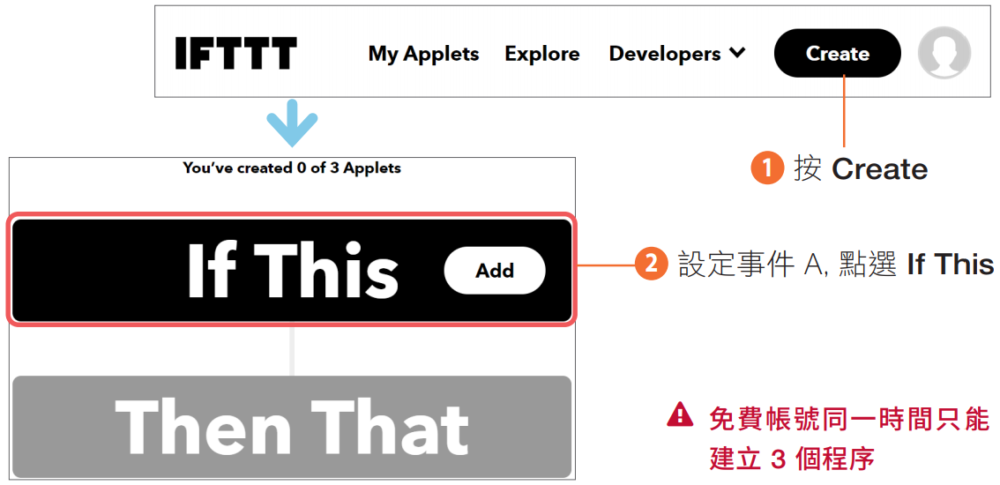 IFTTT My Applets Explore Developers Create
1 按 Create
You've created 0 of 3 Applets
If This Add
2 設定事件 A, 點選 If This
Then That
免費帳號同一時間只能
建立 3 個程序